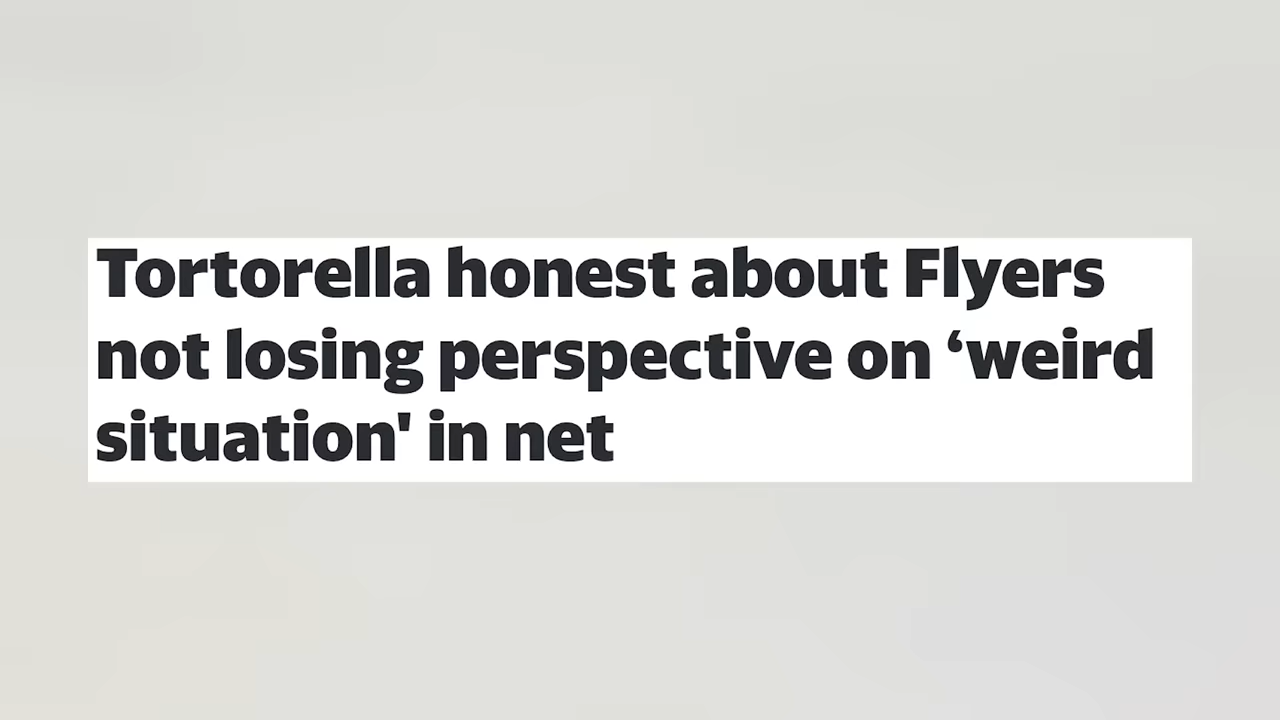 Tortorella honest about Flyers
not losing perspective on ‘weird
situation' in net